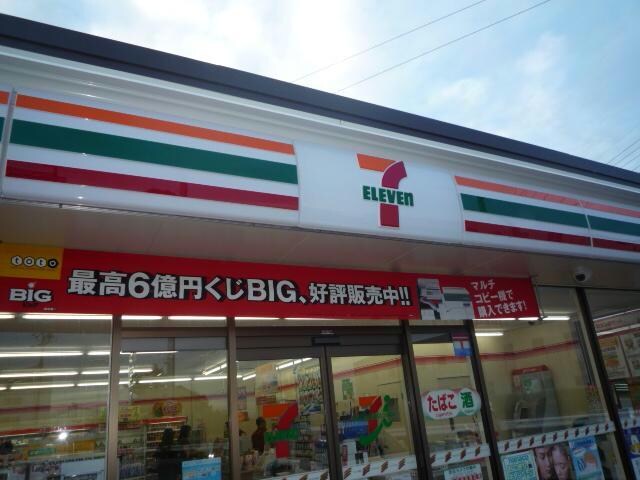 7
ELEVEn
toto
BIG
最高6億円くじBIG、好評販売中!!
マルチ
コピー機で
購入できます!
たばこ
酒